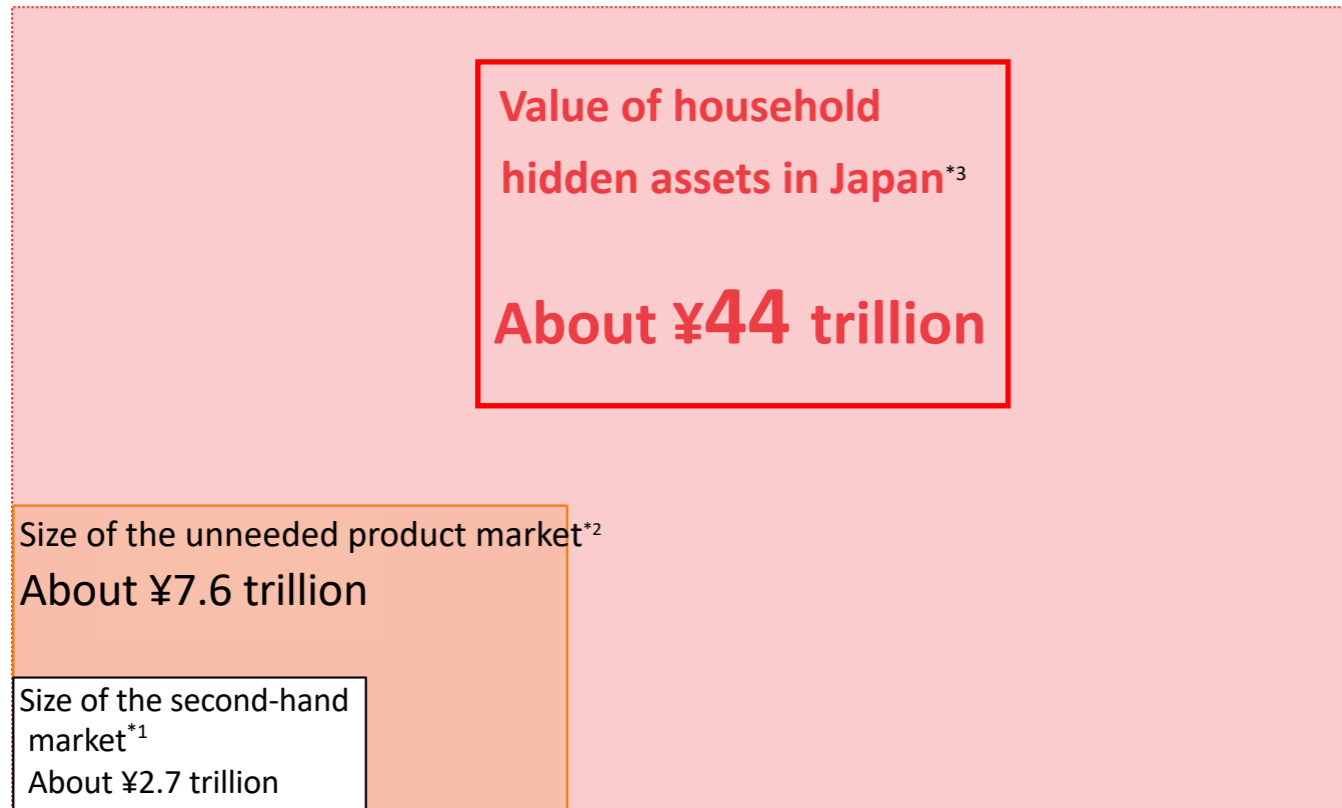 Value of household
hidden assets in Japan*3
About ¥44 trillion
Size of the unneeded product market*2
About ¥7.6 trillion
Size of the second-hand
market*1
About ¥2.7 trillion